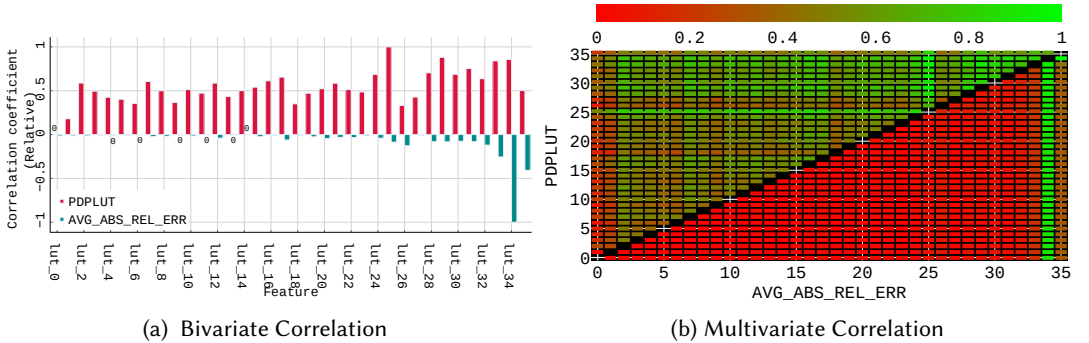 Correlation coefficient
(Relative)
1
0.5
0
−0.5
−1
0
0
0
0
0
0
0
PDPLUT
AVG_ABS_REL_ERR
lut_0
lut_2
lut_4
lut_6
lut_8
lut_10
lut_12
lut_14
lut_16
lut_18
lut_20
lut_22
lut_24
lut_26
lut_28
lut_30
lut_32
lut_34
Feature
(a) Bivariate Correlation
0 0.2 0.4 0.6 0.8 1
PDPLUT
35
30
25
20
15
10
5
0
0 5 10 15 20 25 30 35
AVG_ABS_REL_ERR
(b) Multivariate Correlation